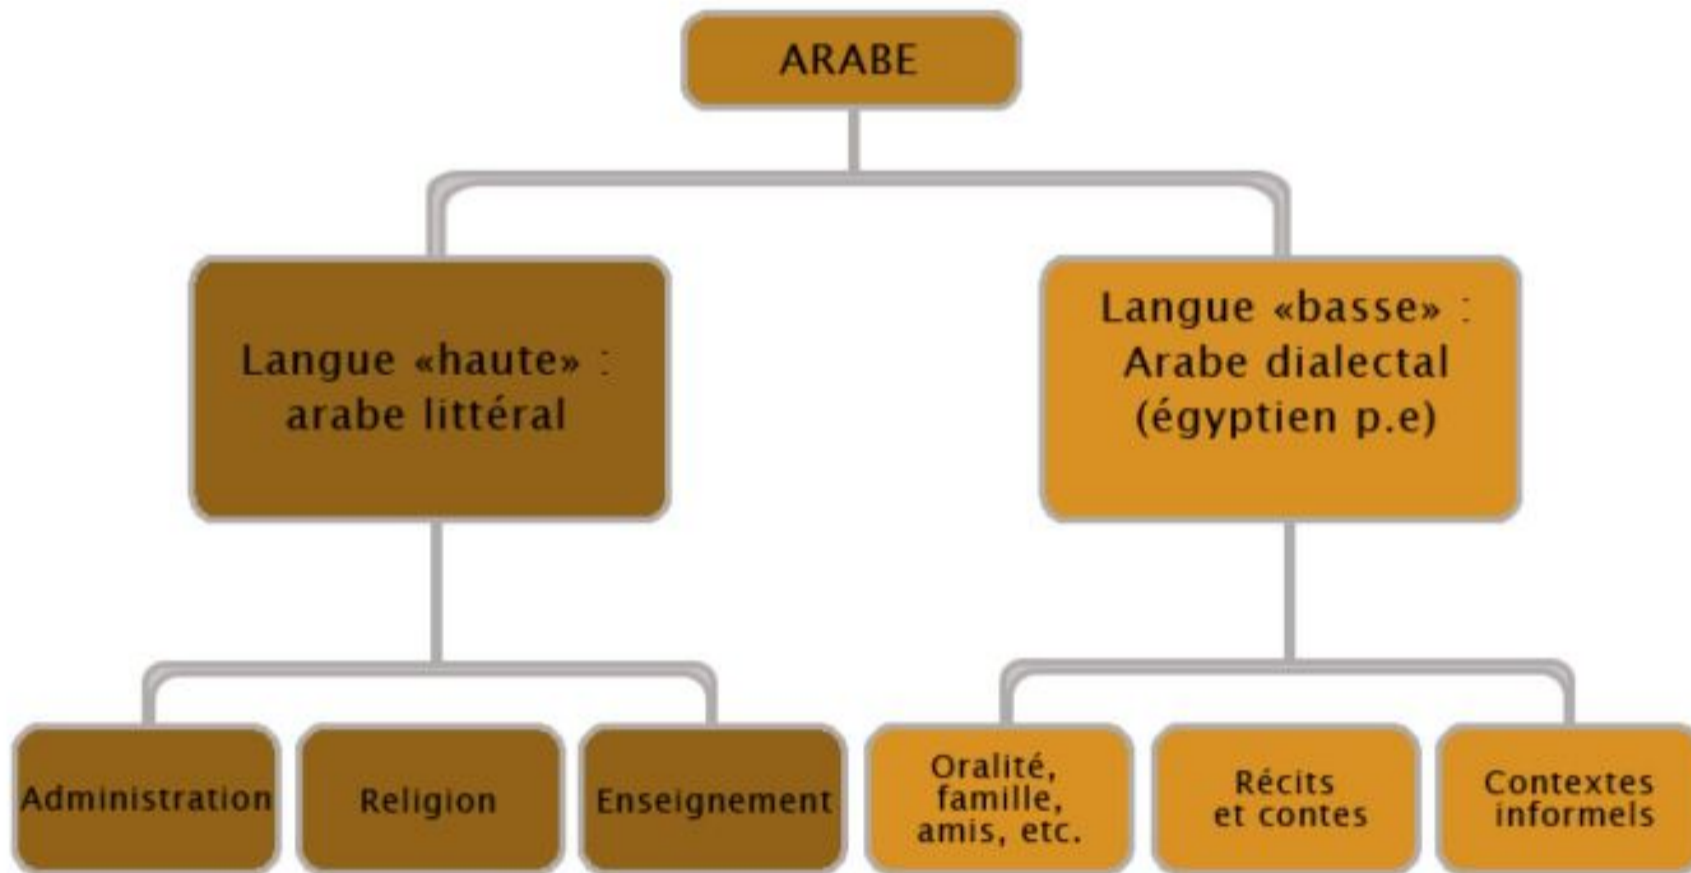 ARABE
Langue «haute» :
arabe littéral
Langue «basse» :
Arabe dialectal
(égyptien p.e)
Administration
Religion
Enseignement
Oralité,
famille,
amis, etc.
Récits
et contes
Contextes
informels